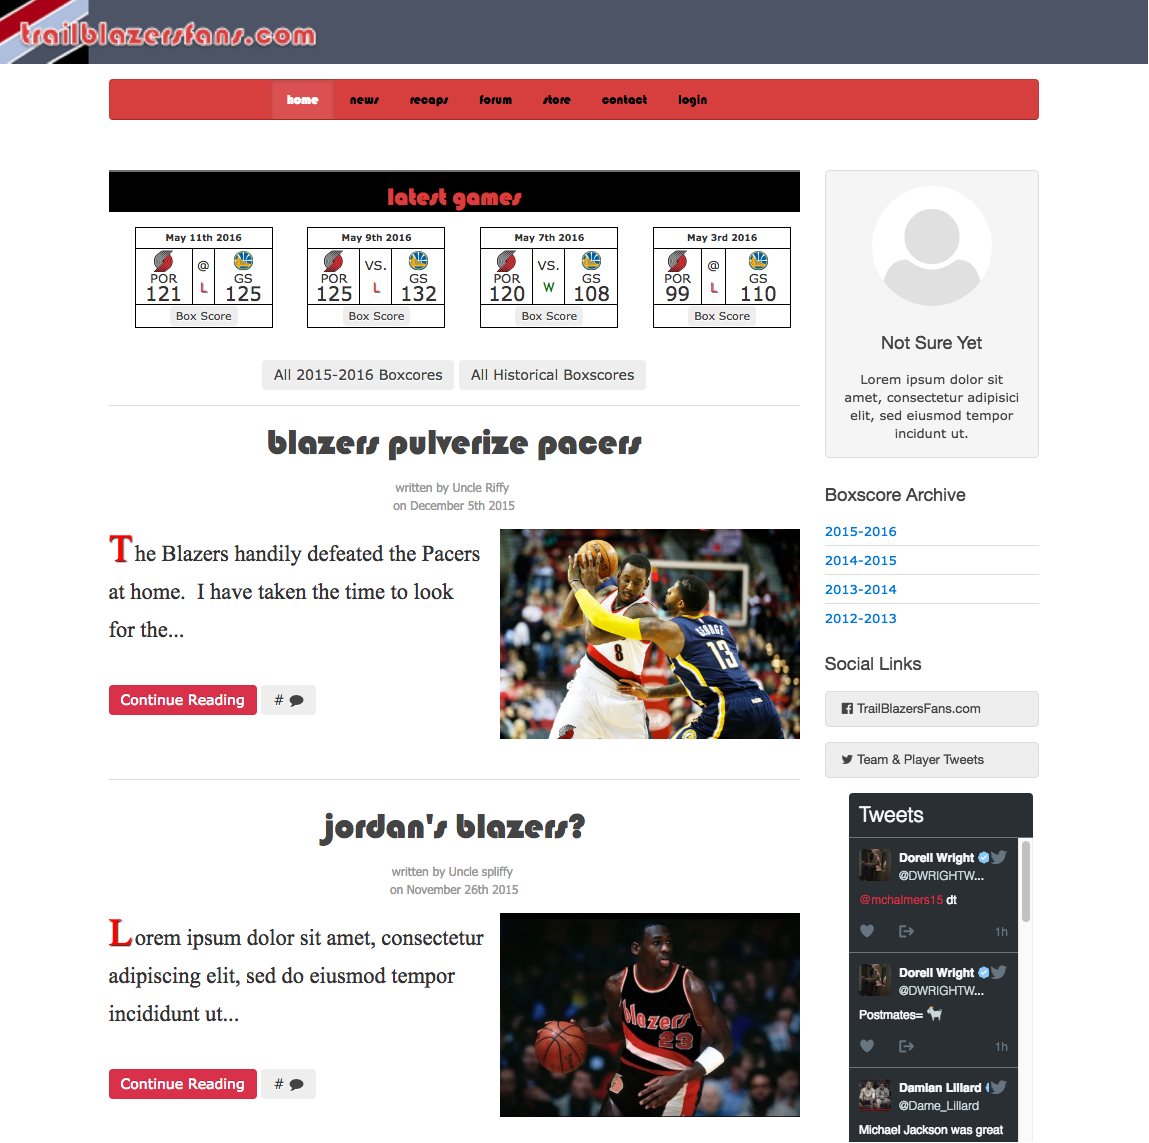 trailblazersfans.com
home news recaps forum store contact login
latest games
May 11th 2016
POR @ GS
121 L 125
Box Score
May 9th 2016
POR VS. GS
125 L 132
Box Score
May 7th 2016
POR VS. GS
120 W 108
Box Score
May 3rd 2016
POR @ GS
99 L 110
Box Score
All 2015-2016 Boxcores All Historical Boxscores
blazers pulverize pacers
written by Uncle Riffy
on December 5th 2015
The Blazers handily defeated the Pacers
at home. I have taken the time to look
for the...
GEORGE
13
8
Continue Reading #
jordan's blazers?
written by Uncle spliffy
on November 26th 2015
Lorem ipsum dolor sit amet, consectetur
adipiscing elit, sed do eiusmod tempor
incididunt ut...
blazers
23
Continue Reading #
Not Sure Yet
Lorem ipsum dolor sit
amet, consectetur adipisici
elit, sed eiusmod tempor
incidunt ut.
Boxscore Archive
2015-2016
2014-2015
2013-2014
2012-2013
Social Links
TrailBlazersFans.com
Team & Player Tweets
Tweets
Dorell Wright
@DWRIGHTW...
@mchalmers15 dt
1h
Dorell Wright
@DWRIGHTW...
Postmates=
1h
Damian Lillard
@Dame_Lillard
Michael Jackson was great